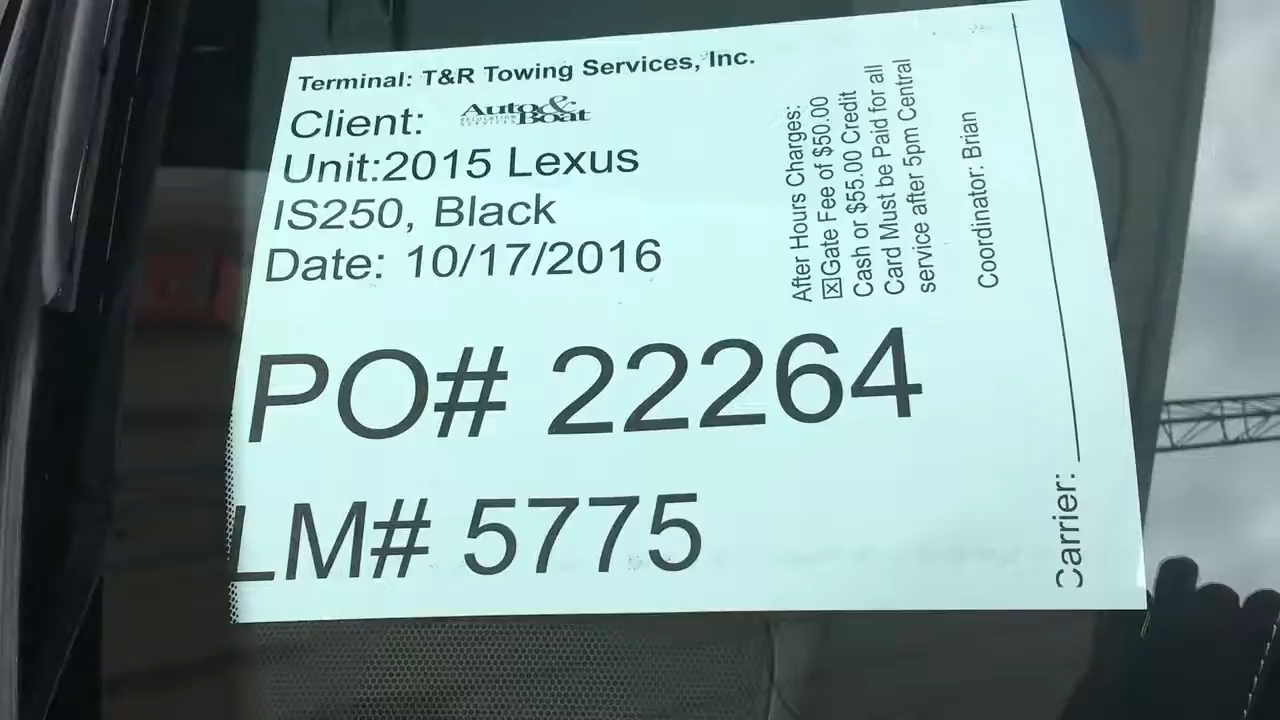 Terminal: T&R Towing Services, Inc.
Client: Auto & Boat
Unit:2015 Lexus
IS250, Black
Date: 10/17/2016
PO# 22264
LM# 5775
After Hours Charges:
☒Gate Fee of $50.00
Cash or $55.00 Credit
Card Must be Paid for all
service after 5pm Central
Coordinator: Brian
Carrier: